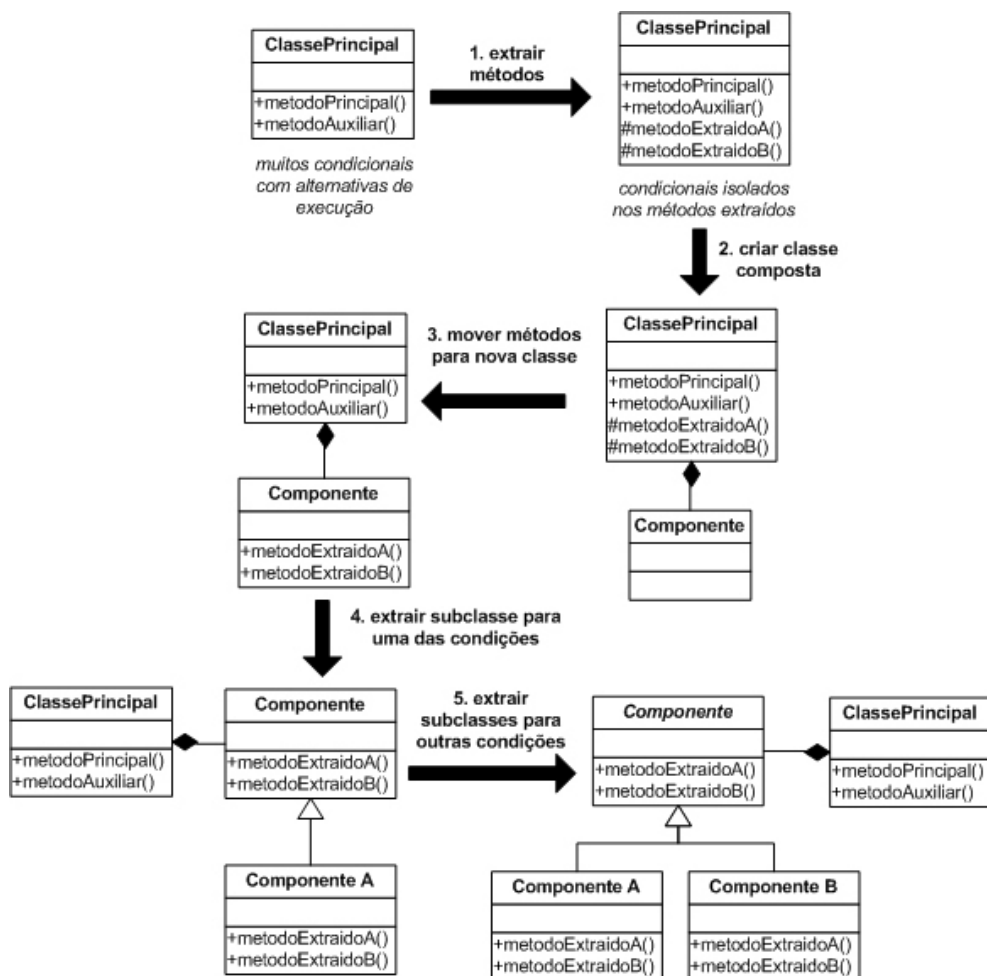 ClassePrincipal
+metodoPrincipal()
+metodoAuxiliar()
muitos condicionais
com alternativas de
execução
1. extrair
métodos
ClassePrincipal
+metodoPrincipal()
+metodoAuxiliar()
#metodoExtraidoA()
#metodoExtraidoB()
condicionais isolados
nos métodos extraídos
2. criar classe
composta
ClassePrincipal
+metodoPrincipal()
+metodoAuxiliar()
#metodoExtraidoA()
#metodoExtraidoB()
Componente
3. mover métodos
para nova classe
ClassePrincipal
+metodoPrincipal()
+metodoAuxiliar()
Componente
+metodoExtraidoA()
+metodoExtraidoB()
4. extrair subclasse para
uma das condições
ClassePrincipal
+metodoPrincipal()
+metodoAuxiliar()
Componente
+metodoExtraidoA()
+metodoExtraidoB()
Componente A
+metodoExtraidoA()
+metodoExtraidoB()
5. extrair
subclasses para
outras condições
Componente
+metodoExtraidoA()
+metodoExtraidoB()
ClassePrincipal
+metodoPrincipal()
+metodoAuxiliar()
Componente A
+metodoExtraidoA()
+metodoExtraidoB()
Componente B
+metodoExtraidoA()
+metodoExtraidoB()